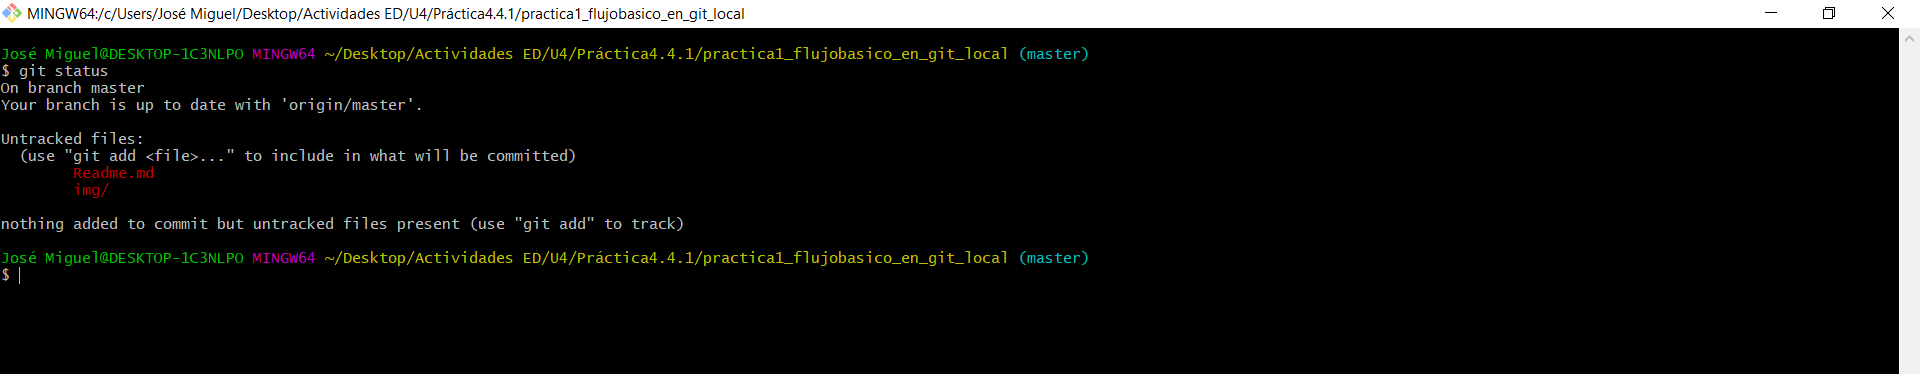 MINGW64:/c/Users/José Miguel/Desktop/Actividades ED/U4/Práctica4.4.1/practica1_flujobasico_en_git_local
José Miguel@DESKTOP-1C3NLPO MINGW64 ~/Desktop/Actividades ED/U4/Práctica4.4.1/practica1_flujobasico_en_git_local (master)
$ git status
On branch master
Your branch is up to date with 'origin/master'.
Untracked files:
  (use "git add <file>..." to include in what will be committed)
        Readme.md
        img/
nothing added to commit but untracked files present (use "git add" to track)
José Miguel@DESKTOP-1C3NLPO MINGW64 ~/Desktop/Actividades ED/U4/Práctica4.4.1/practica1_flujobasico_en_git_local (master)
$